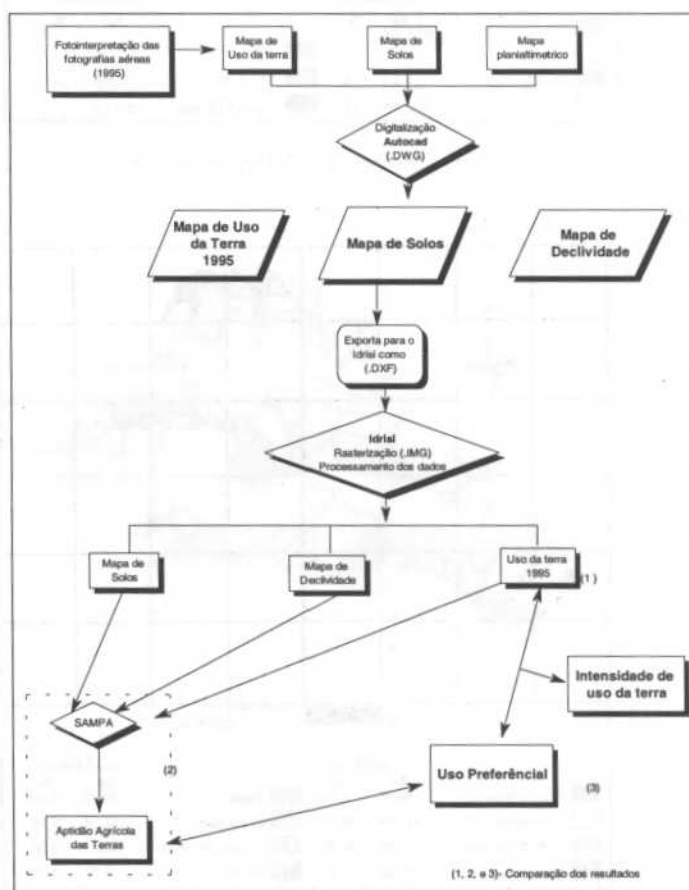 Fotointerpretação das
fotografias aéreas
(1995)
Mapa de
Uso da terra
Mapa de
Solos
Mapa
planialtimetrico
Digitalização
Autocad
(.DWG)
Mapa de Uso
da Terra
1995
Mapa de Solos
Mapa de
Declividade
Exporta para o
Idrisi como
(.DXF)
Idrisi
Rasterização (.IMG)
Processamento dos dados
Mapa de
Solos
Mapa de
Declividade
Uso da terra
1995
(1 )
Intensidade de
uso da terra
SAMPA
(2)
Uso Preferêncial
(3)
Aptidão Agrícola
das Terras
(1, 2, e 3)- Comparação dos resultados